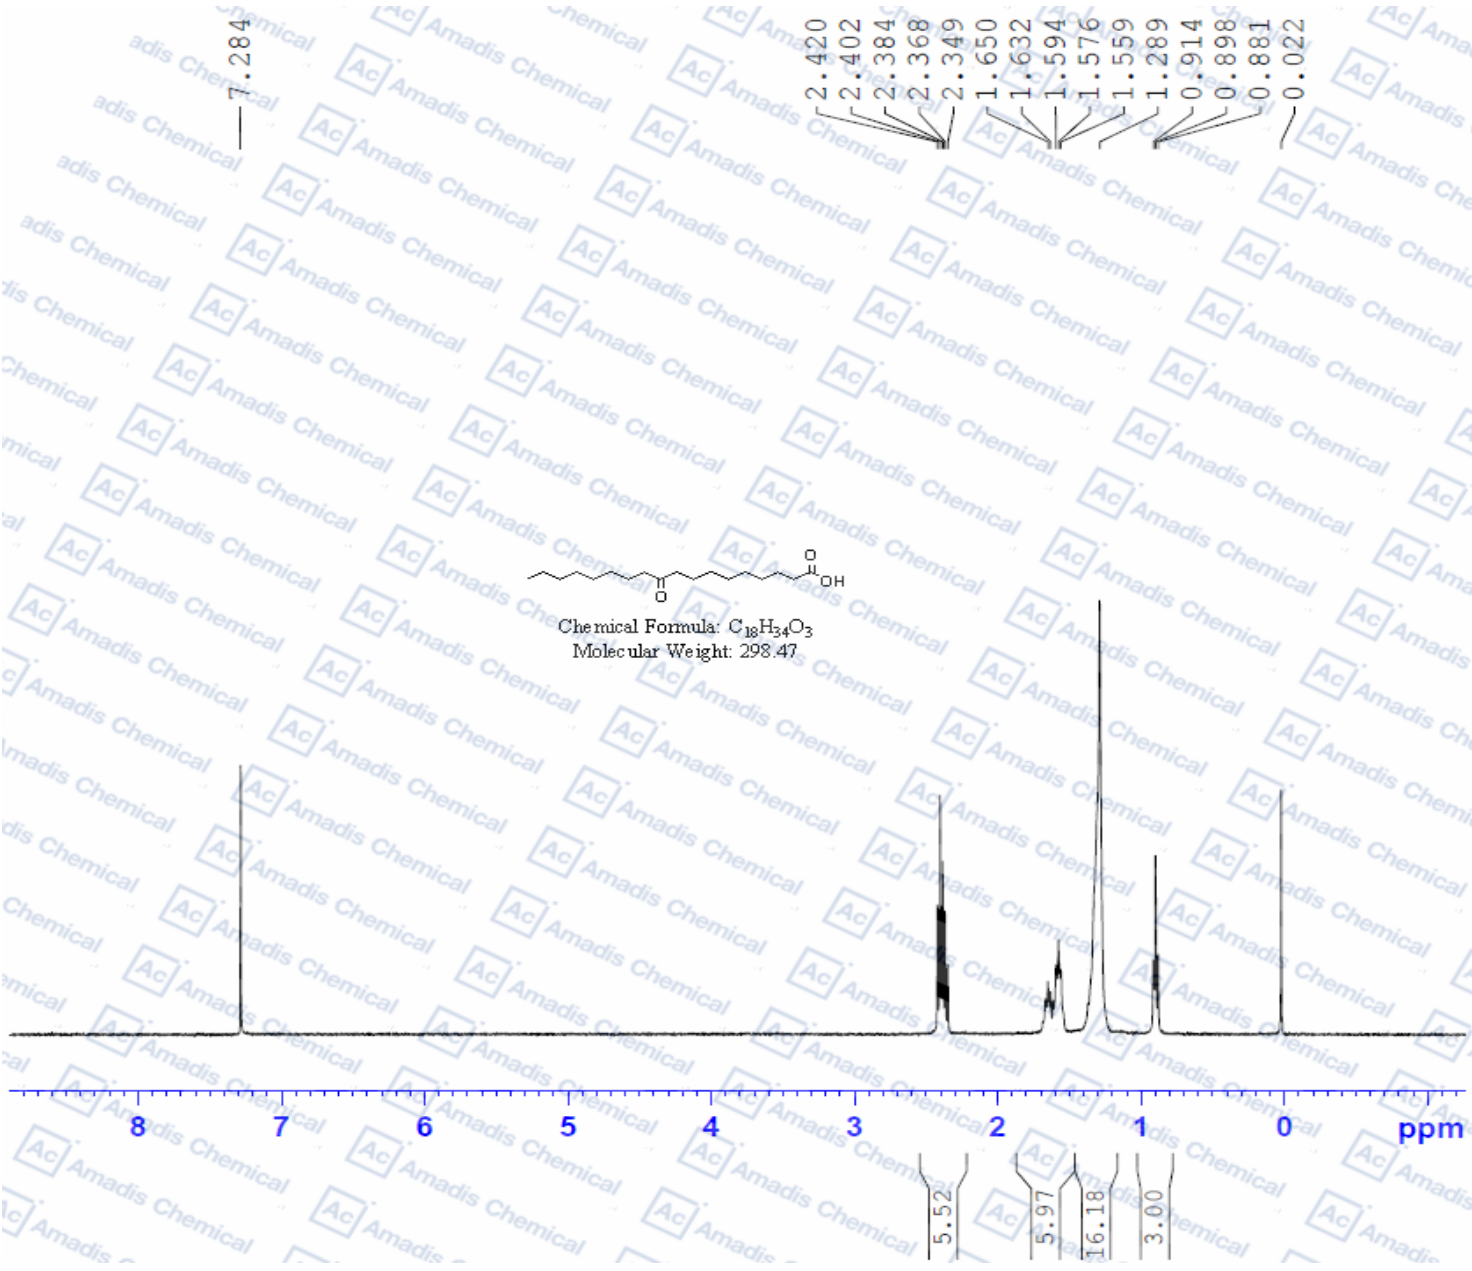 7.284
2.420
2.402
2.384
2.368
2.349
1.650
1.632
1.594
1.576
1.559
1.289
0.914
0.898
0.881
0.022
O
OH
O
Chemical Formula: C18H34O3
Molecular Weight: 298.47
8 7 6 5 4 3 2 1 0 ppm
5.52
5.97
16.18
3.00
Ac Amadis Chemical